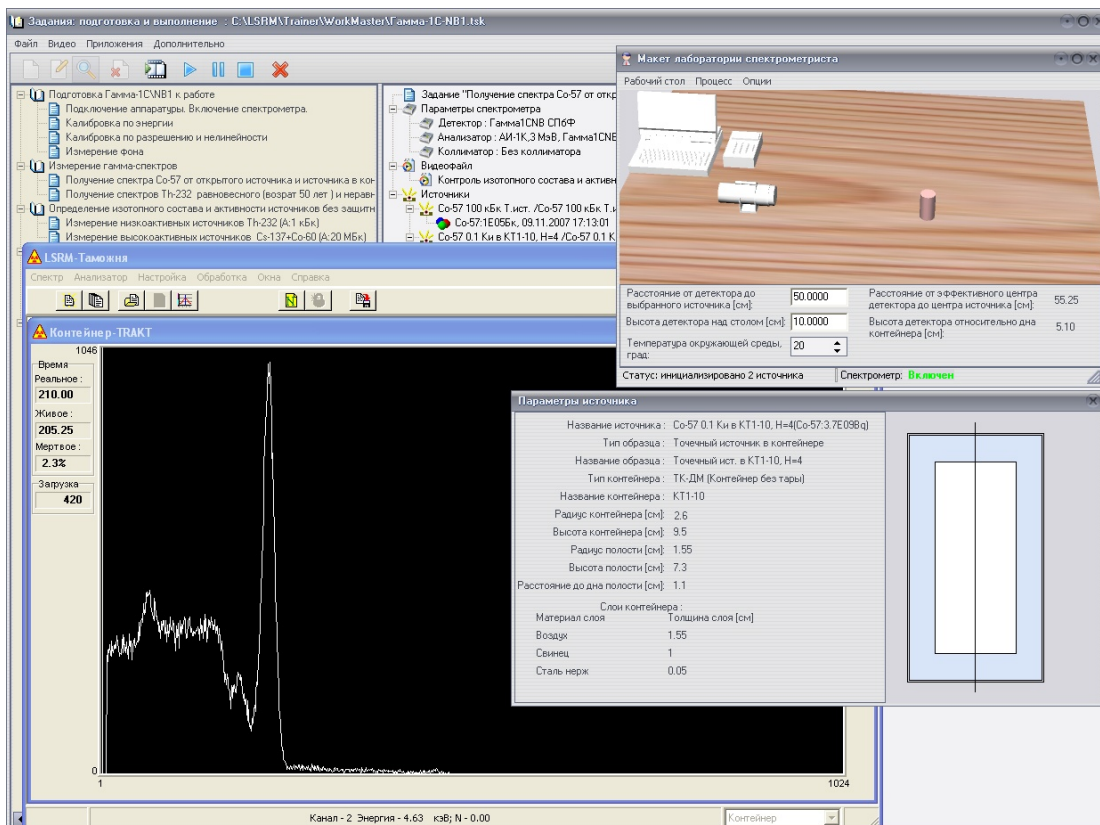 Задания: подготовка и выполнение : C:\LSRM\Trainer\WorkMaster\Гамма-1C-NB1.tsk
Файл Видео Приложения Дополнительно
Подготовка Гамма-1C\NB1 к работе
Подключение аппаратуры. Включение спектрометра.
Калибровка по энергии
Калибровка по разрешению и нелинейности
Измерение фона
Измерение гамма-спектров
Получение спектра Co-57 от открытого источника и источника в кон
Получение спектров Th-232 равновесного (возрат 50 лет ) и нерави
Определение изотопного состава и активности источников без защитн
Измерение низкоактивных источников Th-232 (A:1 кБк)
Измерение высокоактивных источников Cs-137+Co-60 (A:20 МБк)
Задание "Получение спектра Co-57 от откр
Параметры спектрометра
Детектор : Гамма1CNB СПбФ
Анализатор : АИ-1К,3 МэВ, Гамма1CNB
Коллиматор : Без коллиматора
Видеофайл
Контроль изотопного состава и активн
Источники
Co-57 100 кБк Т.ист. /Co-57 100 кБк Т.и
Co-57:1E05Бк, 09.11.2007 17:13:01
Co-57 0.1 Ки в КТ1-10, H=4 /Co-57 0.1 К
Макет лаборатории спектрометриста
Рабочий стол Процесс Опции
Расстояние от детектора до выбранного источника [см]: 50.0000
Расстояние от эффективного центра детектора до центра источника [см]: 55.25
Высота детектора над столом [см]: 10.0000
Высота детектора относительно дна контейнера [см]: 5.10
Температура окружающей среды, град: 20
Статус: инициализировано 2 источника Спектрометр: Включен
LSRM-Таможня
Спектр Анализатор Настройка Обработка Окна Справка
Контейнер-TRAKT
1046
Время
Реальное :
210.00
Живое :
205.25
Мертвое :
2.3%
Загрузка
420
0
1 1024
Канал - 2 Энергия - 4.63 кэВ; N - 0.00
Контейнер
Параметры источника
Название источника : Co-57 0.1 Ки в КТ1-10, H=4(Co-57:3.7E09Bq)
Тип образца : Точечный источник в контейнере
Название образца : Точечный ист. в КТ1-10, H=4
Тип контейнера : ТК-ДМ (Контейнер без тары)
Название контейнера : КТ1-10
Радиус контейнера [см]: 2.6
Высота контейнера [см]: 9.5
Радиус полости [см]: 1.55
Высота полости [см]: 7.3
Расстояние до дна полости [см]: 1.1
Слои контейнера :
Материал слоя Толщина слоя [см]
Воздух 1.55
Свинец 1
Сталь нерж 0.05